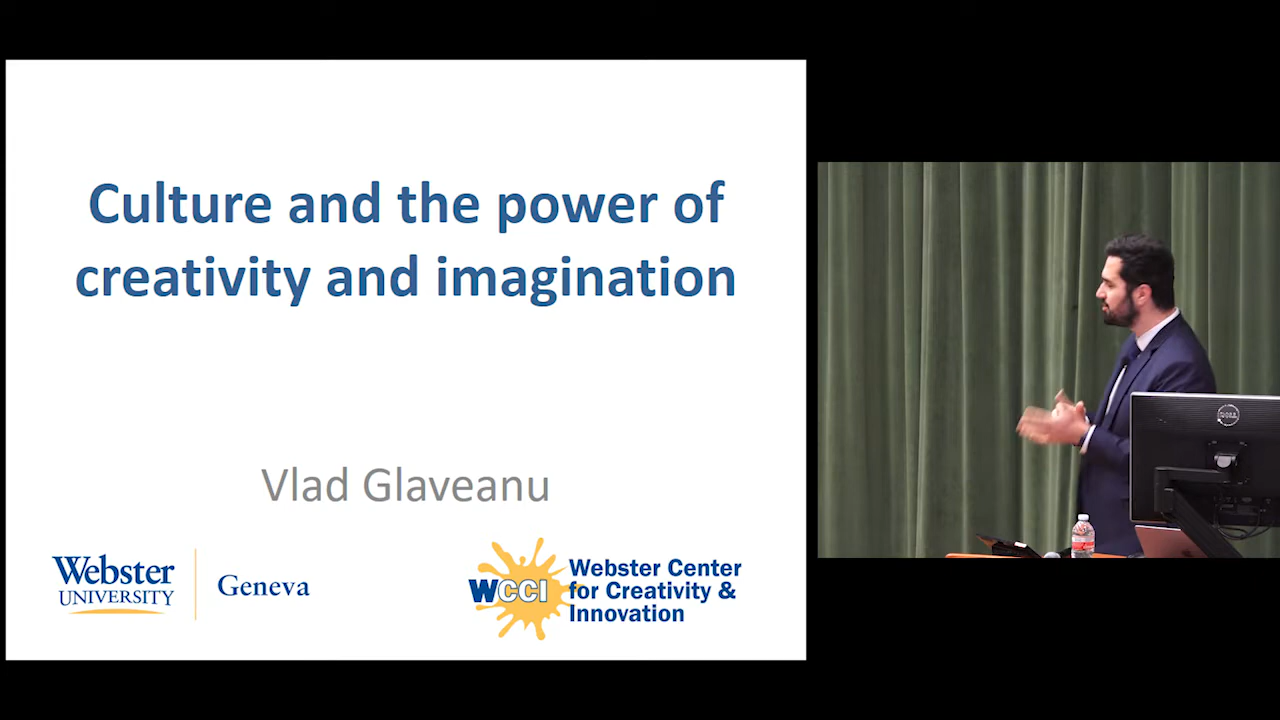 Culture and the power of
creativity and imagination
Vlad Glaveanu
Webster
UNIVERSITY
Geneva
WCCI
Webster Center
for Creativity &
Innovation
DELL